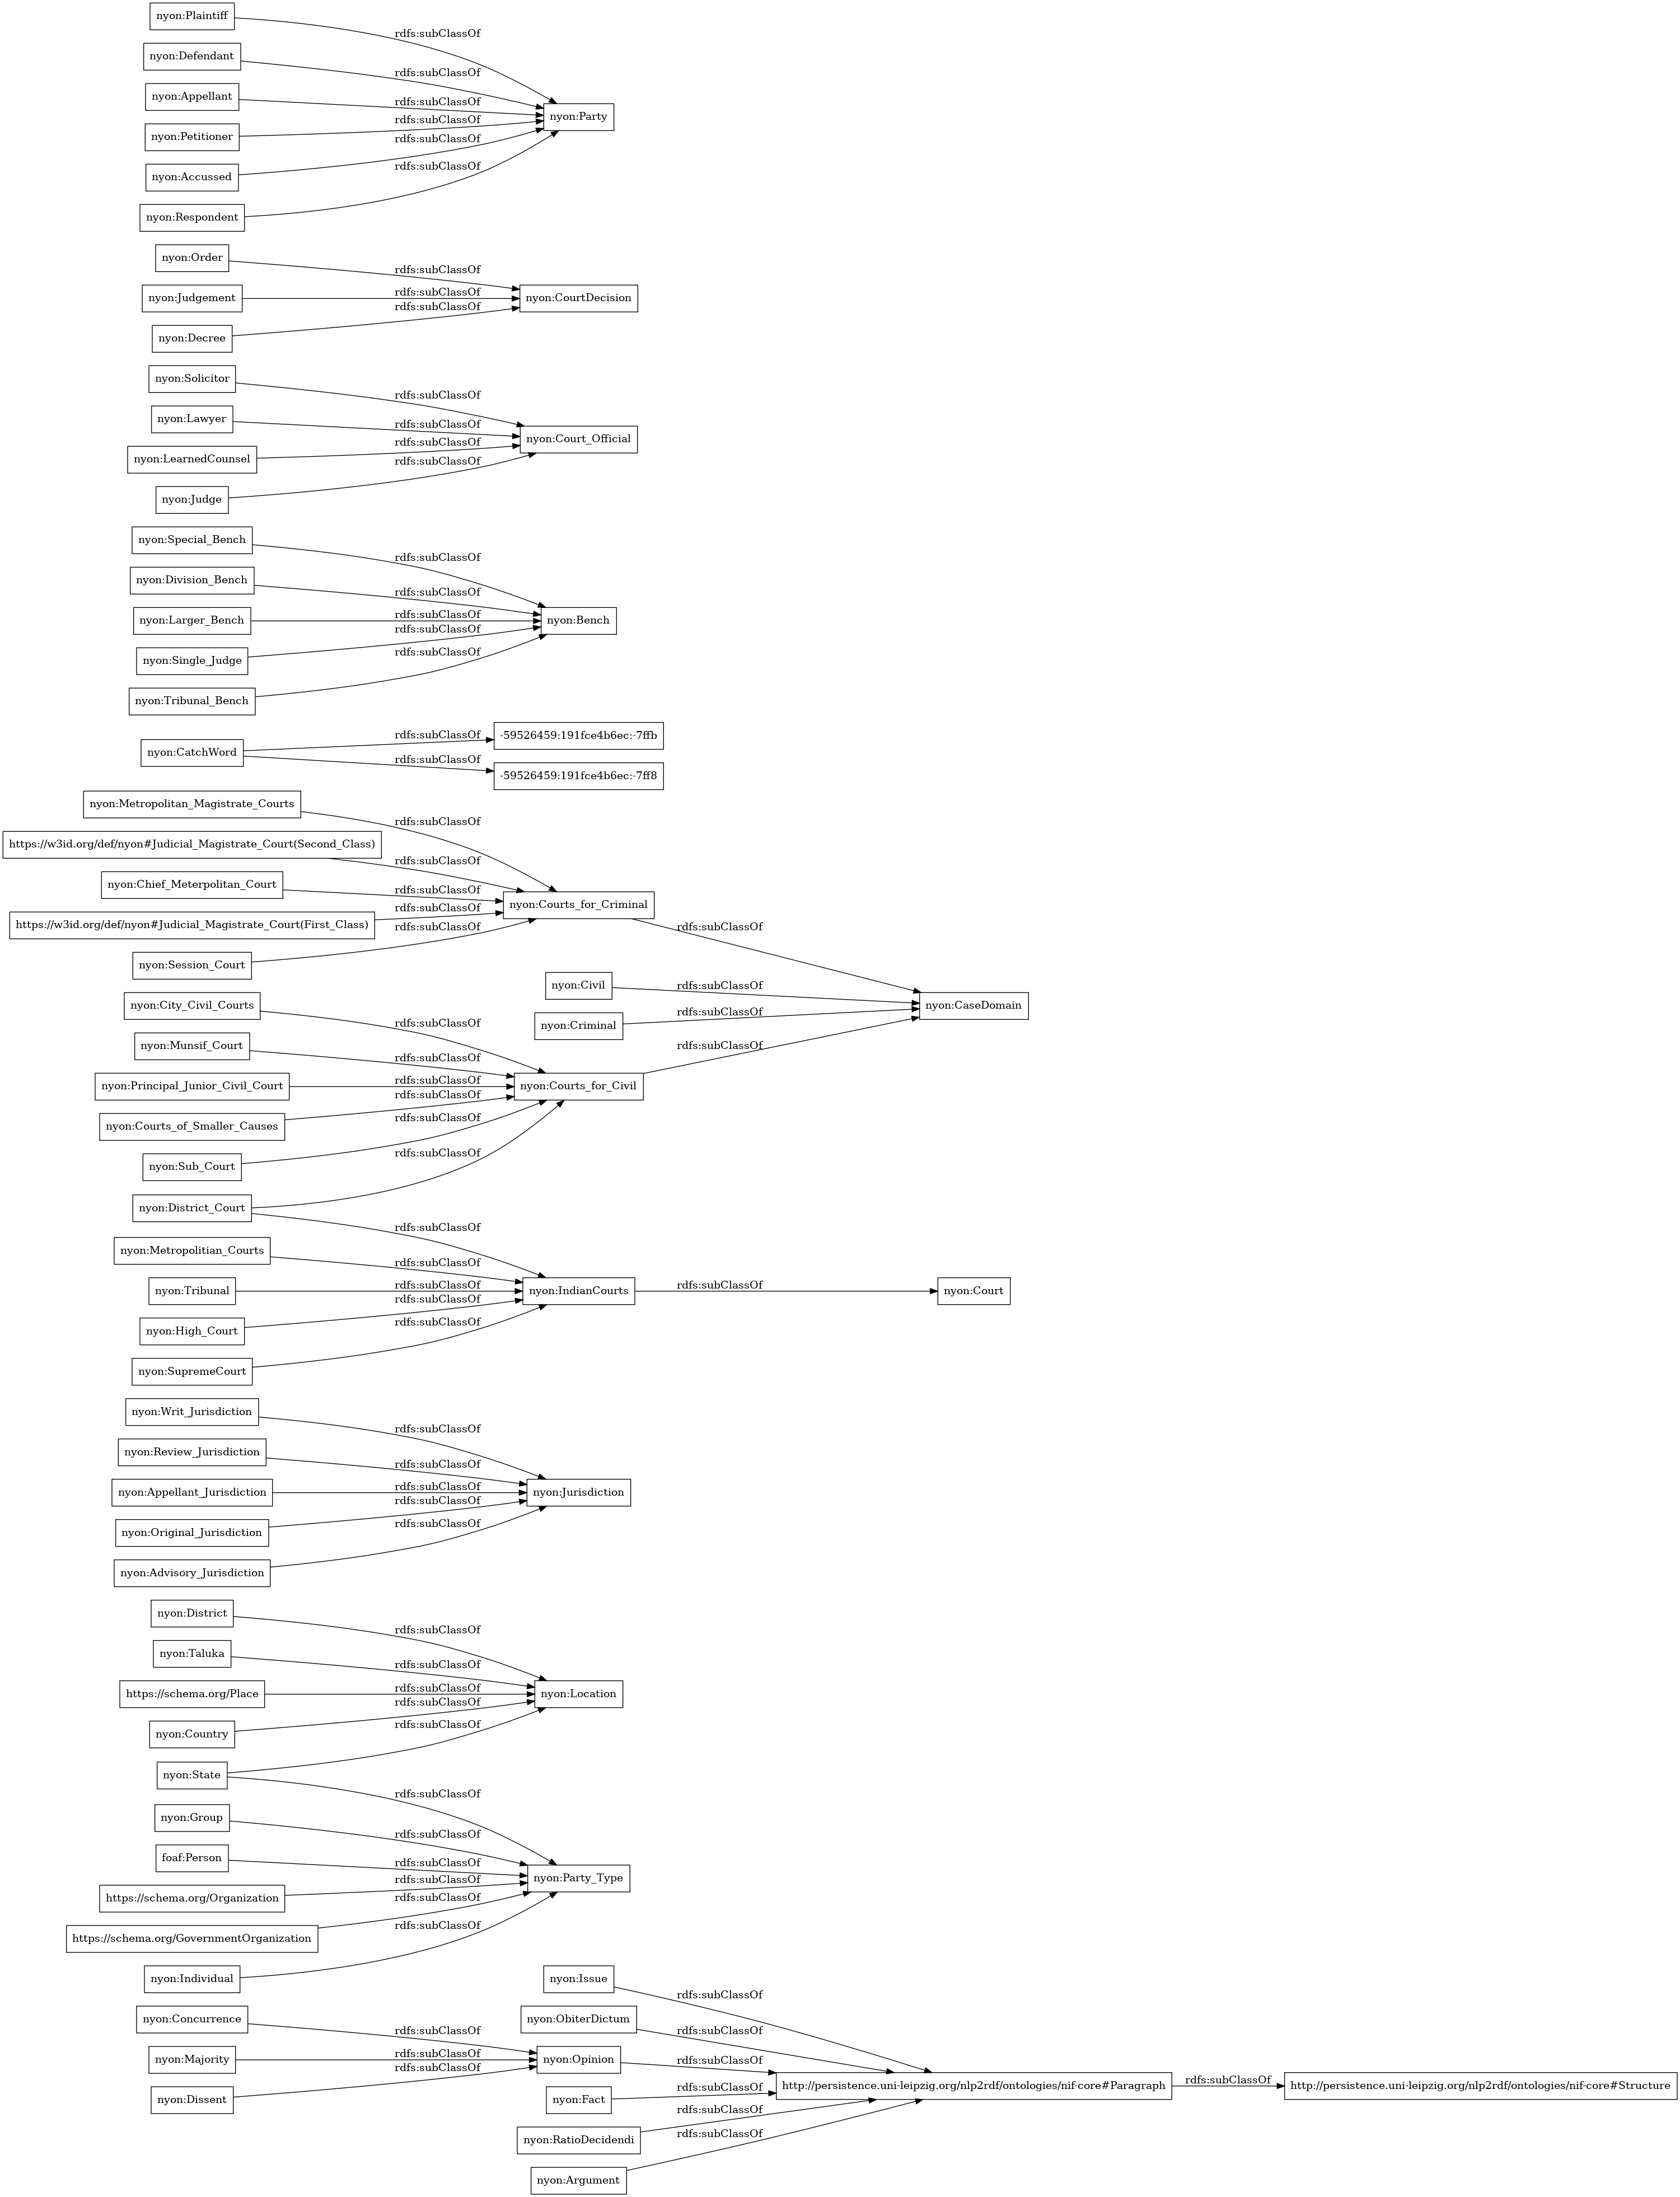 nyon:Plaintiff
rdfs:subClassOf
nyon:Defendant
rdfs:subClassOf
nyon:Appellant
rdfs:subClassOf
nyon:Party
nyon:Petitioner
rdfs:subClassOf
nyon:Accussed
rdfs:subClassOf
nyon:Respondent
rdfs:subClassOf
nyon:Order
rdfs:subClassOf
nyon:Judgement
rdfs:subClassOf
nyon:CourtDecision
nyon:Decree
rdfs:subClassOf
nyon:Solicitor
rdfs:subClassOf
nyon:Lawyer
rdfs:subClassOf
nyon:Court_Official
nyon:LearnedCounsel
rdfs:subClassOf
nyon:Judge
rdfs:subClassOf
nyon:Special_Bench
rdfs:subClassOf
nyon:Division_Bench
rdfs:subClassOf
nyon:Larger_Bench
rdfs:subClassOf
nyon:Bench
nyon:Single_Judge
rdfs:subClassOf
nyon:Tribunal_Bench
rdfs:subClassOf
nyon:CatchWord
rdfs:subClassOf
-59526459:191fce4b6ec:-7ffb
rdfs:subClassOf
-59526459:191fce4b6ec:-7ff8
nyon:Metropolitan_Magistrate_Courts
rdfs:subClassOf
https://w3id.org/def/nyon#Judicial_Magistrate_Court(Second_Class)
rdfs:subClassOf
nyon:Chief_Meterpolitan_Court
rdfs:subClassOf
nyon:Courts_for_Criminal
https://w3id.org/def/nyon#Judicial_Magistrate_Court(First_Class)
rdfs:subClassOf
nyon:Session_Court
rdfs:subClassOf
rdfs:subClassOf
nyon:Civil
rdfs:subClassOf
nyon:CaseDomain
nyon:Criminal
rdfs:subClassOf
nyon:City_Civil_Courts
rdfs:subClassOf
nyon:Munsif_Court
rdfs:subClassOf
rdfs:subClassOf
nyon:Principal_Junior_Civil_Court
rdfs:subClassOf
nyon:Courts_for_Civil
nyon:Courts_of_Smaller_Causes
rdfs:subClassOf
nyon:Sub_Court
rdfs:subClassOf
nyon:District_Court
rdfs:subClassOf
rdfs:subClassOf
nyon:Metropolitian_Courts
rdfs:subClassOf
nyon:Tribunal
rdfs:subClassOf
nyon:IndianCourts
rdfs:subClassOf
nyon:Court
nyon:High_Court
rdfs:subClassOf
nyon:SupremeCourt
rdfs:subClassOf
nyon:Writ_Jurisdiction
rdfs:subClassOf
nyon:Review_Jurisdiction
rdfs:subClassOf
nyon:Appellant_Jurisdiction
rdfs:subClassOf
nyon:Jurisdiction
nyon:Original_Jurisdiction
rdfs:subClassOf
nyon:Advisory_Jurisdiction
rdfs:subClassOf
nyon:District
rdfs:subClassOf
nyon:Taluka
rdfs:subClassOf
https://schema.org/Place
rdfs:subClassOf
nyon:Location
nyon:Country
rdfs:subClassOf
nyon:State
rdfs:subClassOf
rdfs:subClassOf
nyon:Group
rdfs:subClassOf
foaf:Person
rdfs:subClassOf
nyon:Party_Type
https://schema.org/Organization
rdfs:subClassOf
https://schema.org/GovernmentOrganization
rdfs:subClassOf
nyon:Individual
rdfs:subClassOf
nyon:Issue
rdfs:subClassOf
nyon:Concurrence
rdfs:subClassOf
nyon:ObiterDictum
rdfs:subClassOf
nyon:Majority
rdfs:subClassOf
nyon:Opinion
rdfs:subClassOf
nyon:Dissent
rdfs:subClassOf
nyon:Fact
rdfs:subClassOf
http://persistence.uni-leipzig.org/nlp2rdf/ontologies/nif-core#Paragraph
rdfs:subClassOf
http://persistence.uni-leipzig.org/nlp2rdf/ontologies/nif-core#Structure
nyon:RatioDecidendi
rdfs:subClassOf
nyon:Argument
rdfs:subClassOf